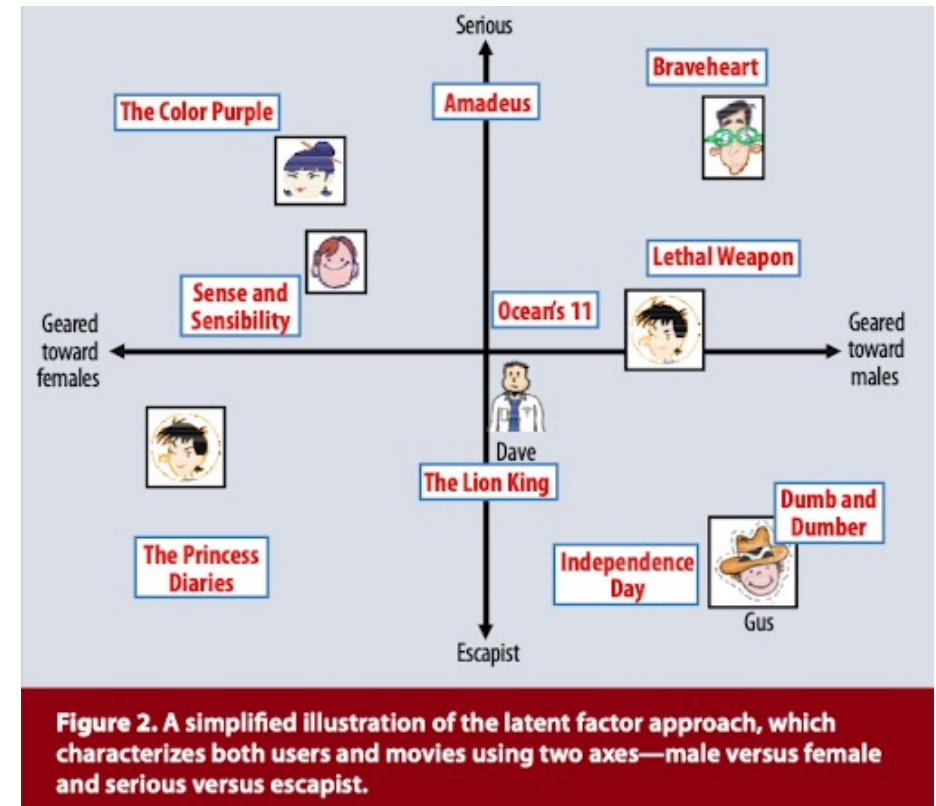 Serious
Braveheart
Amadeus
The Color Purple
Lethal Weapon
Sense and
Sensibility
Ocean's 11
Geared
toward
females
Geared
toward
males
Dave
The Lion King
Dumb and
Dumber
The Princess
Diaries
Independence
Day
Gus
Escapist
Figure 2. A simplified illustration of the latent factor approach, which
characterizes both users and movies using two axes—male versus female
and serious versus escapist.